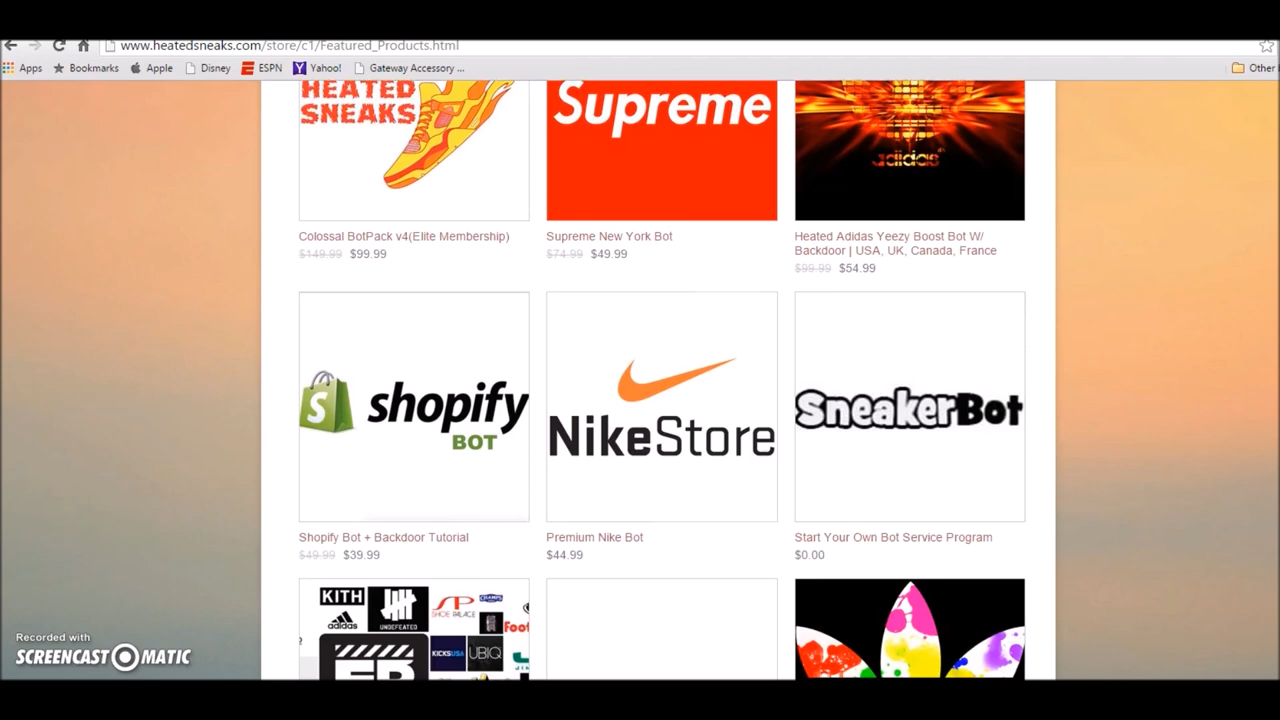 www.heatedsneaks.com/store/c1/Featured_Products.html
Apps Bookmarks Apple Disney ESPN Yahoo! Gateway Accessory ... Other
HEATED
SNEAKS
Supreme
adidas
Colossal BotPack v4(Elite Membership)
$149.99 $99.99
Supreme New York Bot
$74.99 $49.99
Heated Adidas Yeezy Boost Bot W/
Backdoor | USA, UK, Canada, France
$99.99 $54.99
S shopify
BOT
NikeStore
SneakerBot
Shopify Bot + Backdoor Tutorial
$49.99 $39.99
Premium Nike Bot
$44.99
Start Your Own Bot Service Program
$0.00
KITH
adidas
UNDEFEATED
SHOE PALACE
CHAMPS
Foot
KICKSUSA
UBIQ
Recorded with
SCREENCAST MATIC